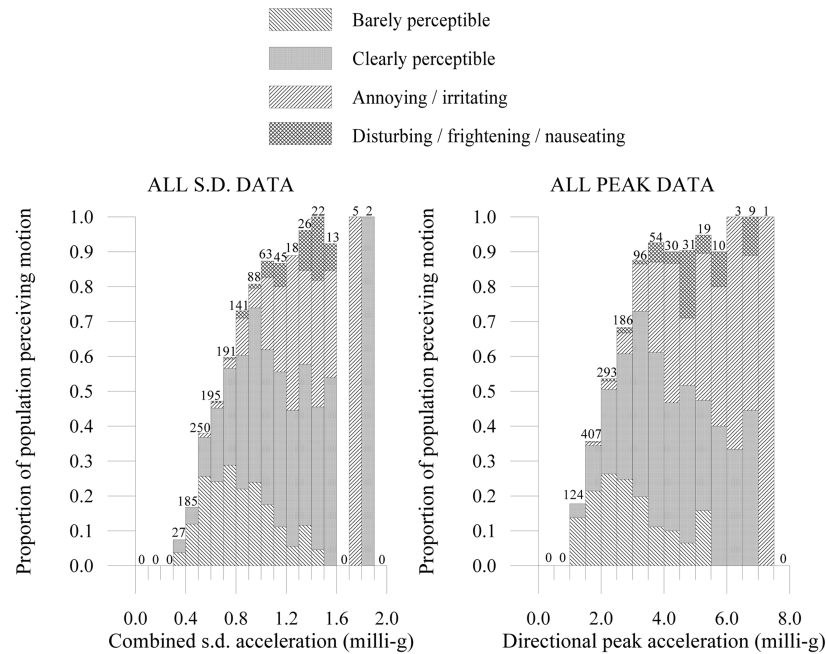 Barely perceptible
Clearly perceptible
Annoying / irritating
Disturbing / frightening / nauseating
ALL S.D. DATA
Proportion of population perceiving motion
1.0
0.9
0.8
0.7
0.6
0.5
0.4
0.3
0.2
0.1
0.0
0 0 0 27 185 250 195 191 141 88 63 45 18 26 22 13 0 5 2 0
0.0 0.4 0.8 1.2 1.6 2.0
Combined s.d. acceleration (milli-g)
ALL PEAK DATA
Proportion of population perceiving motion
1.0
0.9
0.8
0.7
0.6
0.5
0.4
0.3
0.2
0.1
0.0
0 0 124 407 293 186 96 54 30 31 19 10 3 9 1 0
0.0 2.0 4.0 6.0 8.0
Directional peak acceleration (milli-g)